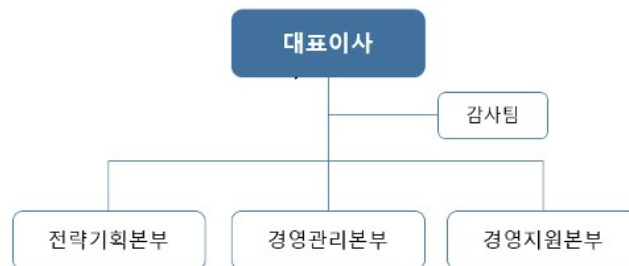 대표이사
감사팀
전략기획본부
경영관리본부
경영지원본부